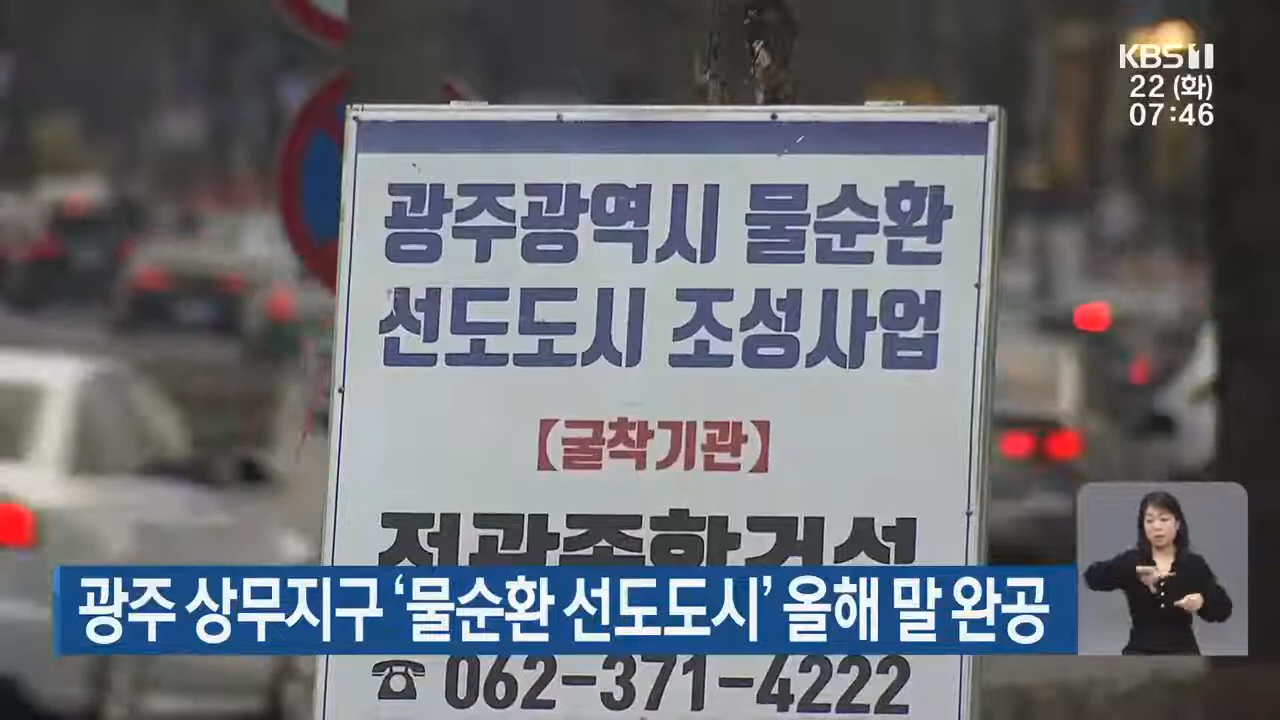 KBS1
22 (화)
07:46
광주광역시 물순환
선도도시 조성사업
【굴착기관】
광주 상무지구 ‘물순환 선도도시’ 올해 말 완공
☎ 062-371-4222